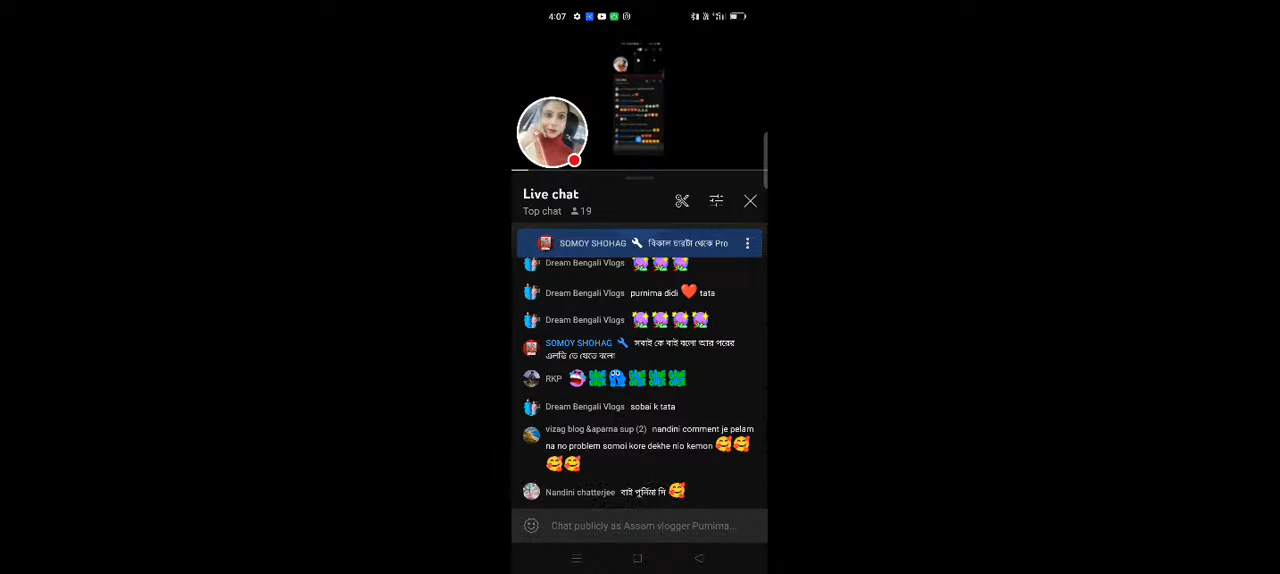 4:07
Live chat
Top chat 19
SOMOY SHOHAG বিকাল চারটা থেকে Pro
Dream Bengali Vlogs
Dream Bengali Vlogs purnima didi tata
Dream Bengali Vlogs
SOMOY SHOHAG সবাই কে বাই বলো আর পরের
এলভি তে যেতে বলো
RKP
Dream Bengali Vlogs sobai k tata
vizag blog &aparna sup (2) nandini comment je pelam
na no problem somoi kore dekhe nio kemon
Nandini chatterjee বাই পুর্নিমা দি
Chat publicly as Assam vlogger Purnima...